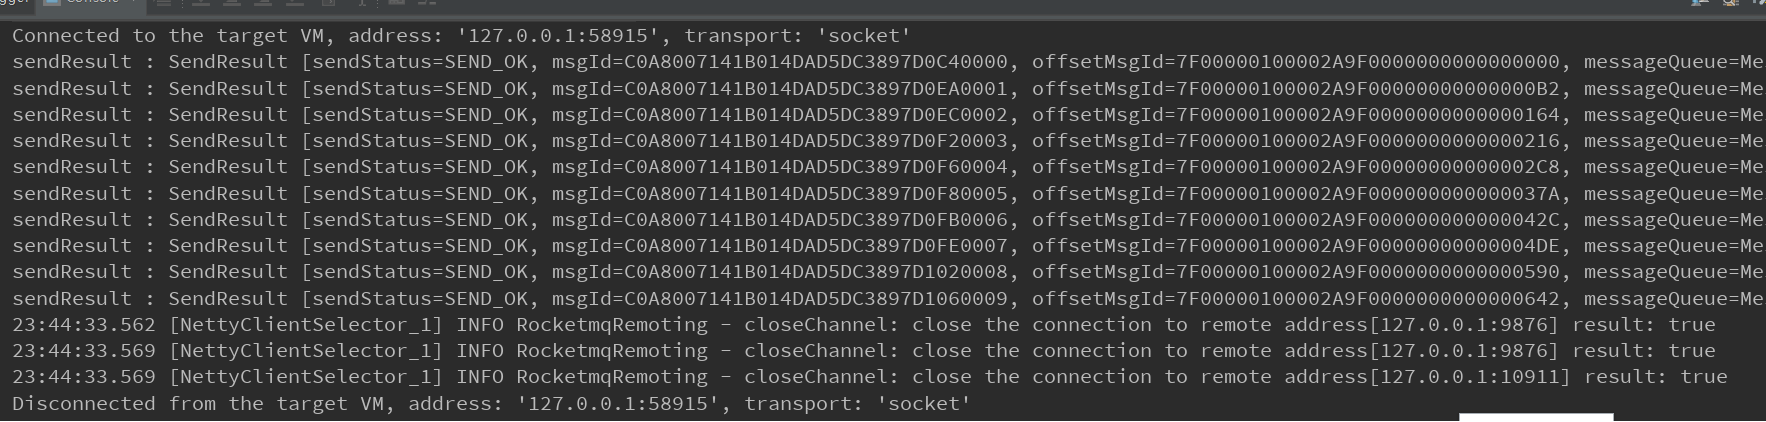 Connected to the target VM, address: '127.0.0.1:58915', transport: 'socket'
sendResult : SendResult [sendStatus=SEND_OK, msgId=C0A8007141B014DAD5DC3897D0C40000, offsetMsgId=7F00000100002A9F0000000000000000, messageQueue=Me
sendResult : SendResult [sendStatus=SEND_OK, msgId=C0A8007141B014DAD5DC3897D0EA0001, offsetMsgId=7F00000100002A9F00000000000000B2, messageQueue=Me
sendResult : SendResult [sendStatus=SEND_OK, msgId=C0A8007141B014DAD5DC3897D0EC0002, offsetMsgId=7F00000100002A9F0000000000000164, messageQueue=Me
sendResult : SendResult [sendStatus=SEND_OK, msgId=C0A8007141B014DAD5DC3897D0F20003, offsetMsgId=7F00000100002A9F0000000000000216, messageQueue=Me
sendResult : SendResult [sendStatus=SEND_OK, msgId=C0A8007141B014DAD5DC3897D0F60004, offsetMsgId=7F00000100002A9F00000000000002C8, messageQueue=Me
sendResult : SendResult [sendStatus=SEND_OK, msgId=C0A8007141B014DAD5DC3897D0F80005, offsetMsgId=7F00000100002A9F000000000000037A, messageQueue=Me
sendResult : SendResult [sendStatus=SEND_OK, msgId=C0A8007141B014DAD5DC3897D0FB0006, offsetMsgId=7F00000100002A9F000000000000042C, messageQueue=Me
sendResult : SendResult [sendStatus=SEND_OK, msgId=C0A8007141B014DAD5DC3897D0FE0007, offsetMsgId=7F00000100002A9F00000000000004DE, messageQueue=Me
sendResult : SendResult [sendStatus=SEND_OK, msgId=C0A8007141B014DAD5DC3897D1020008, offsetMsgId=7F00000100002A9F0000000000000590, messageQueue=Me
sendResult : SendResult [sendStatus=SEND_OK, msgId=C0A8007141B014DAD5DC3897D1060009, offsetMsgId=7F00000100002A9F0000000000000642, messageQueue=Me
23:44:33.562 [NettyClientSelector_1] INFO RocketmqRemoting - closeChannel: close the connection to remote address[127.0.0.1:9876] result: true
23:44:33.569 [NettyClientSelector_1] INFO RocketmqRemoting - closeChannel: close the connection to remote address[127.0.0.1:9876] result: true
23:44:33.569 [NettyClientSelector_1] INFO RocketmqRemoting - closeChannel: close the connection to remote address[127.0.0.1:10911] result: true
Disconnected from the target VM, address: '127.0.0.1:58915', transport: 'socket'